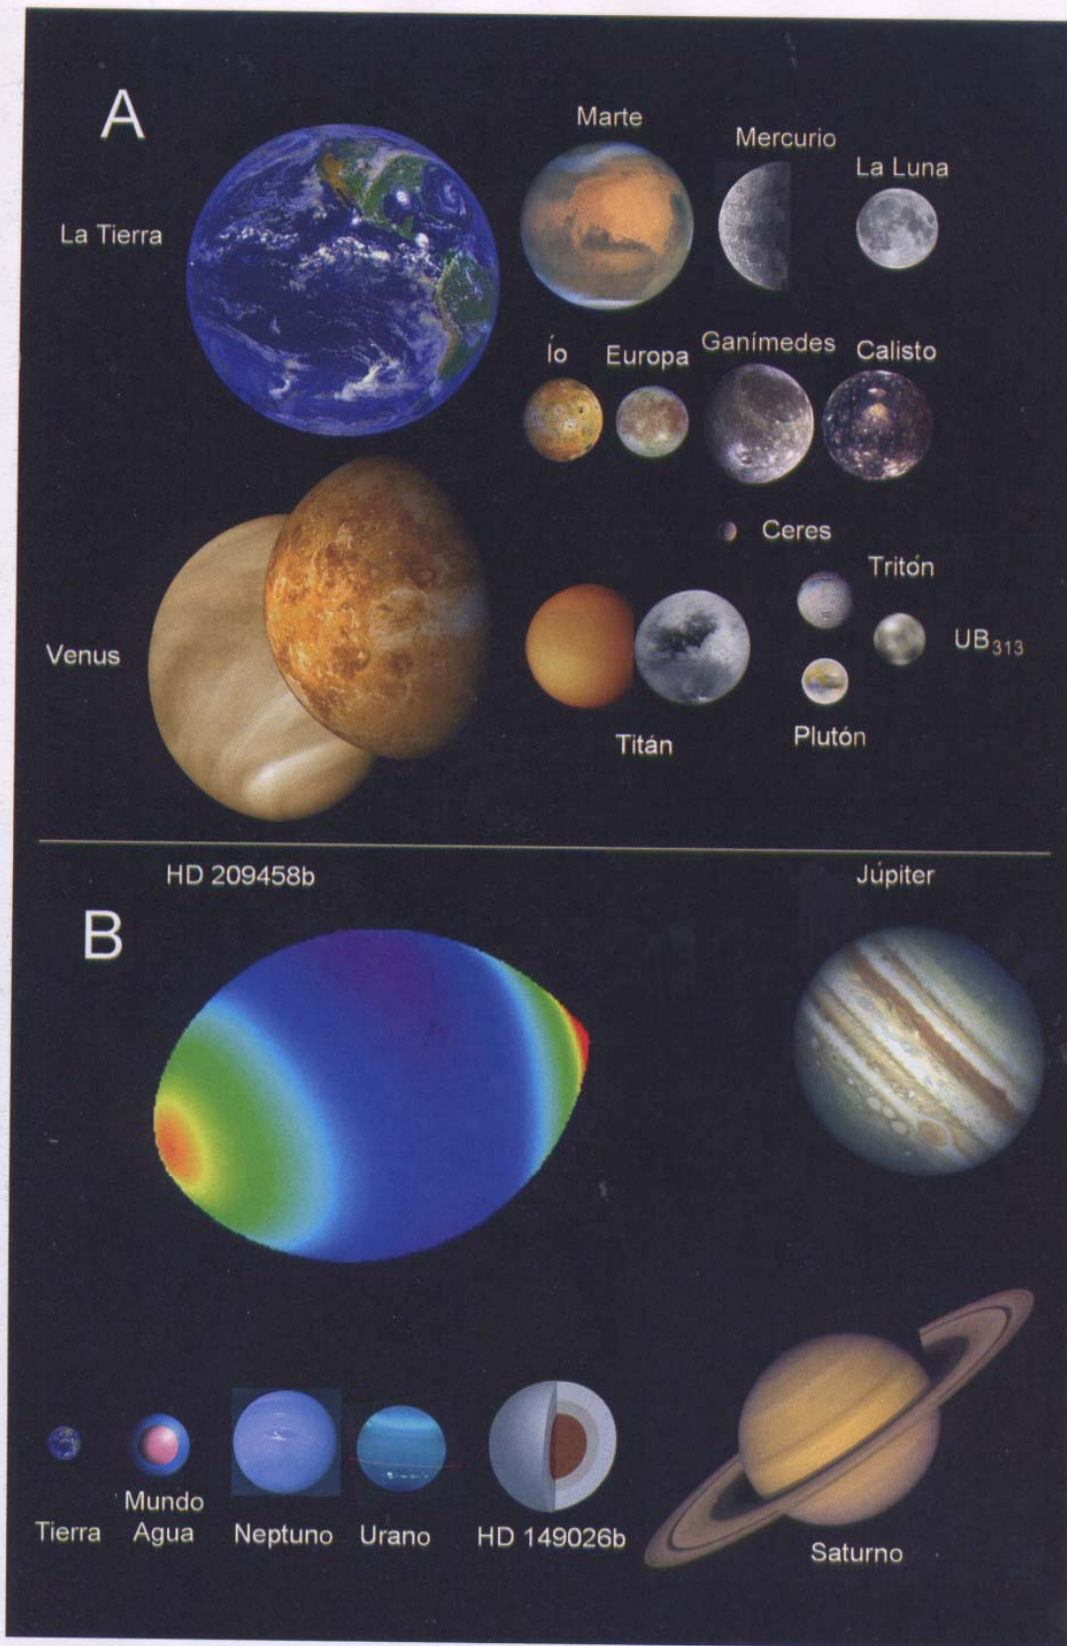 A
Marte
Mercurio
La Luna
La Tierra
Ío
Europa
Ganímedes
Calisto
Ceres
Tritón
UB313
Venus
Titán
Plutón
HD 209458b
Júpiter
B
Mundo
Tierra
Agua
Neptuno
Urano
HD 149026b
Saturno